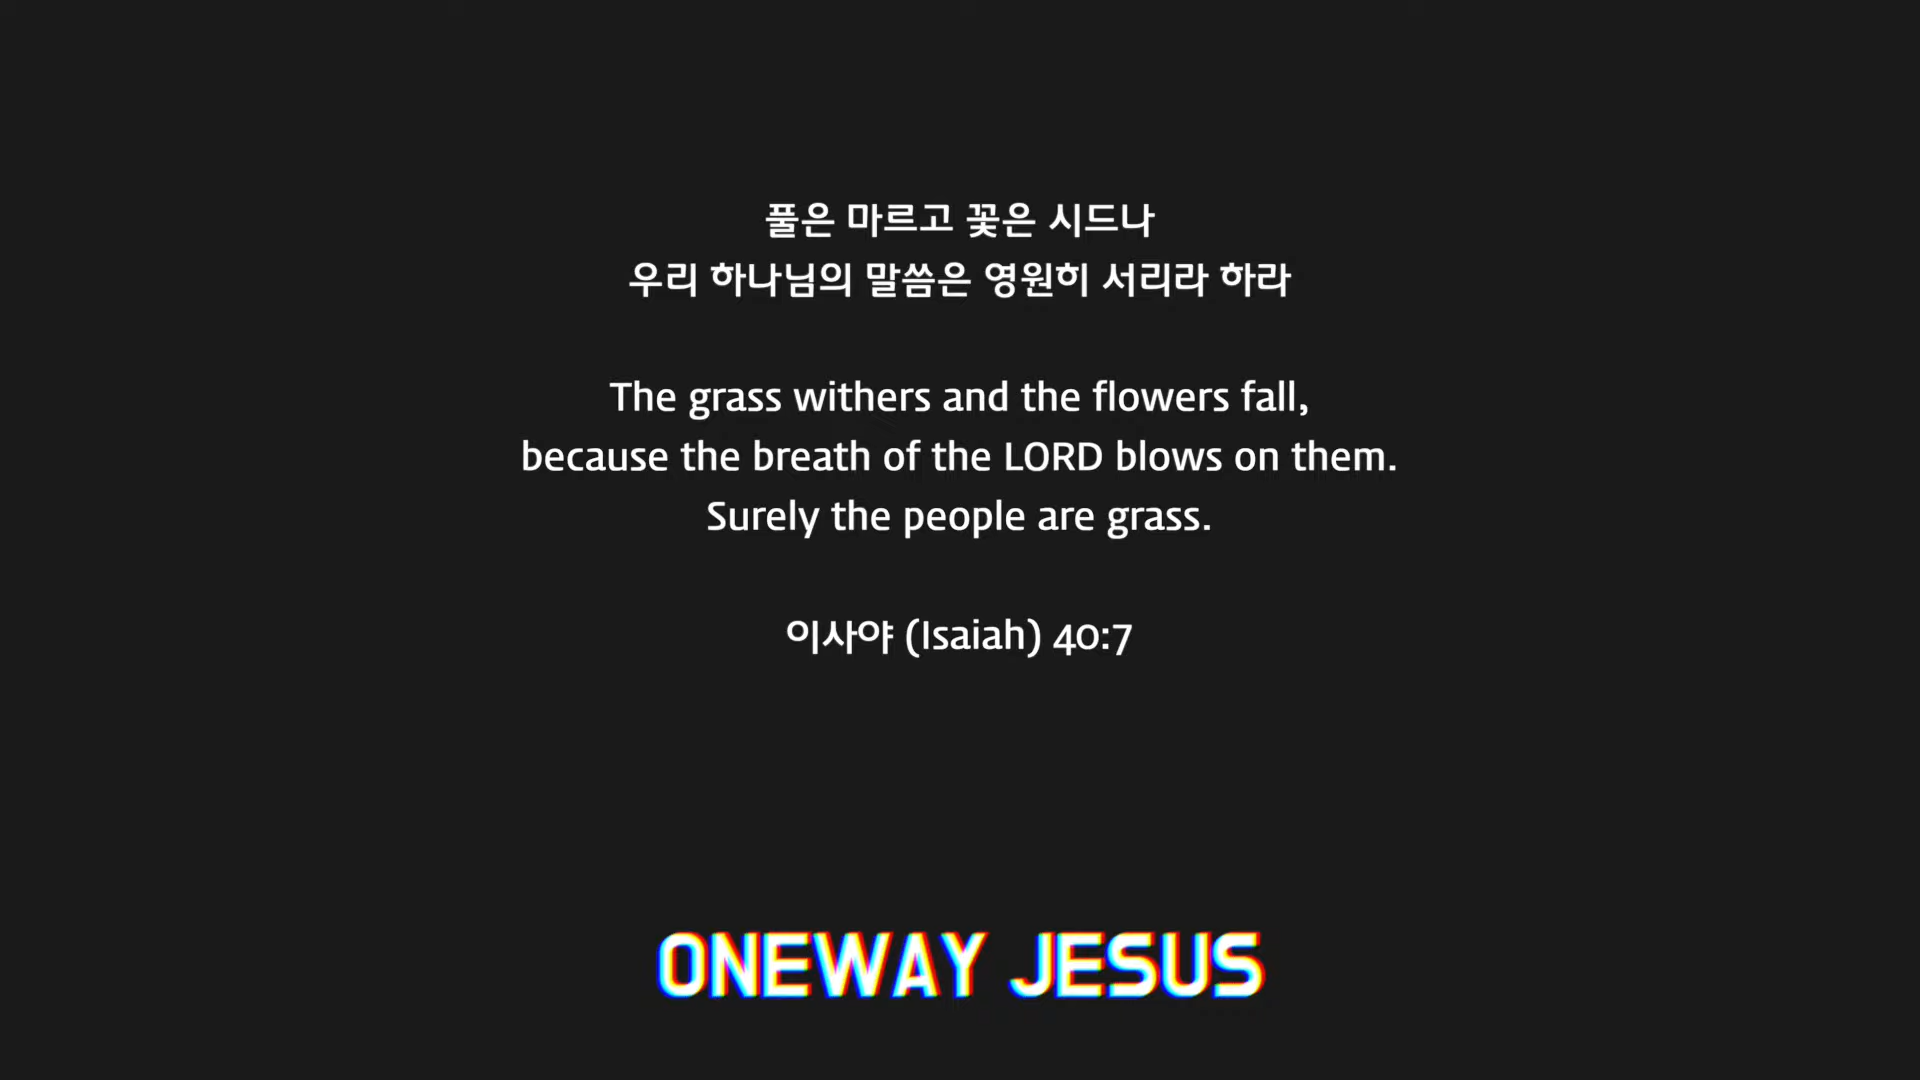 풀은 마르고 꽃은 시드나
우리 하나님의 말씀은 영원히 서리라 하라
The grass withers and the flowers fall,
because the breath of the LORD blows on them.
Surely the people are grass.
이사야 (Isaiah) 40:7
ONEWAY JESUS